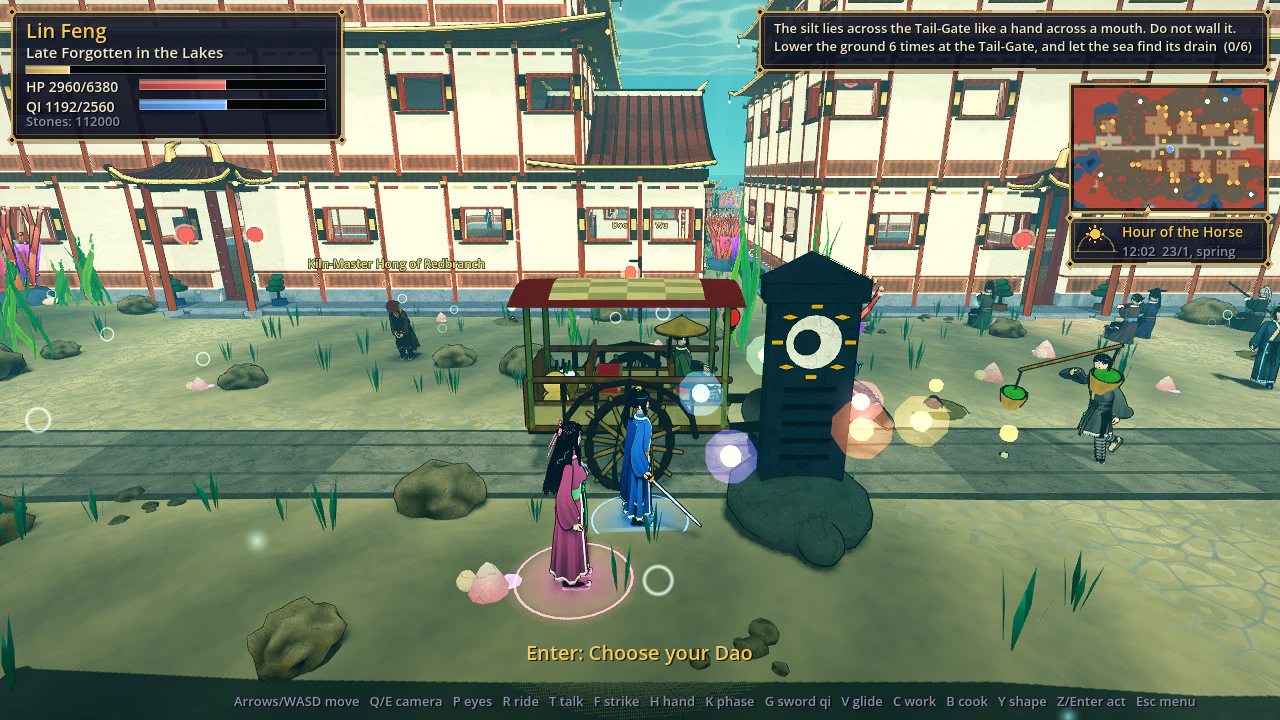 Lin Feng
Late Forgotten in the Lakes
HP 2960/6380
QI 1192/2560
Stones: 112000
The silt lies across the Tail-Gate like a hand across a mouth. Do not wall it.
Lower the ground 6 times at the Tail-Gate, and let the sea find its drain (0/6)
Hour of the Horse
12:02 23/1, spring
Wu
Kiln-Master Hong of Redbranch
Enter: Choose your Dao
Arrows/WASD move Q/E camera P eyes R ride T talk F strike H hand K phase G sword qi V glide C work B cook Y shape Z/Enter act Esc menu